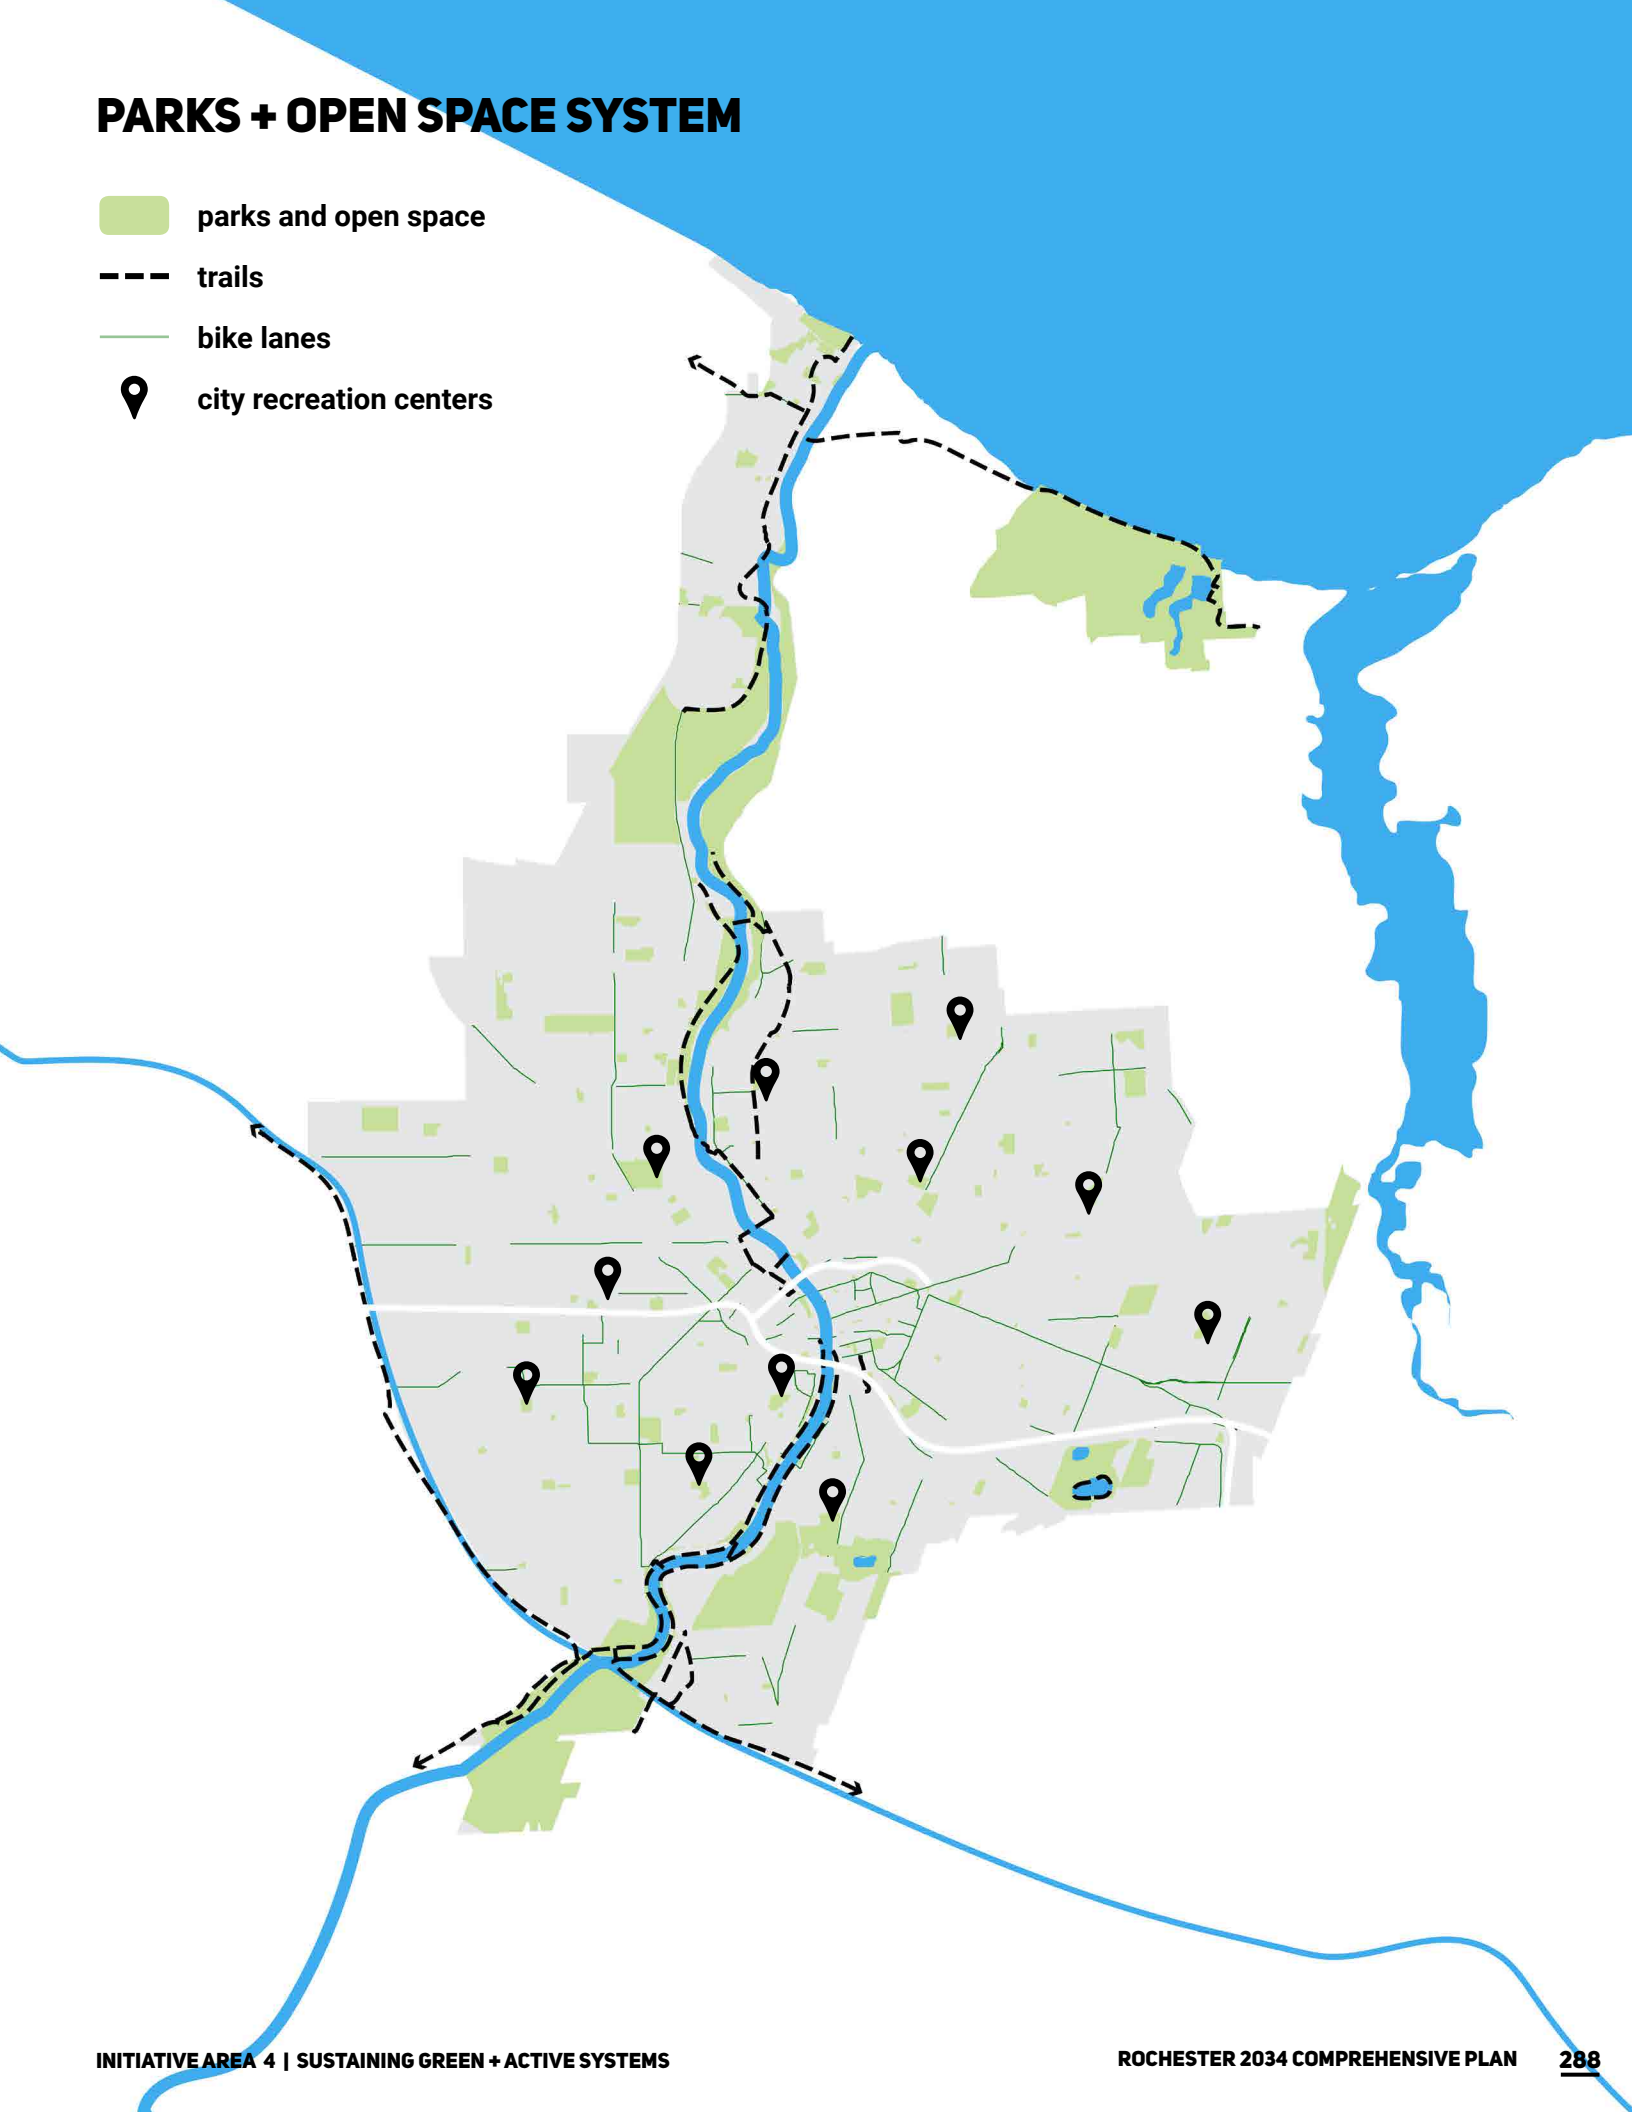 PARKS + OPEN SPACE SYSTEM
parks and open space
trails
bike lanes
city recreation centers
INITIATIVE AREA 4 | SUSTAINING GREEN + ACTIVE SYSTEMS
ROCHESTER 2034 COMPREHENSIVE PLAN 288